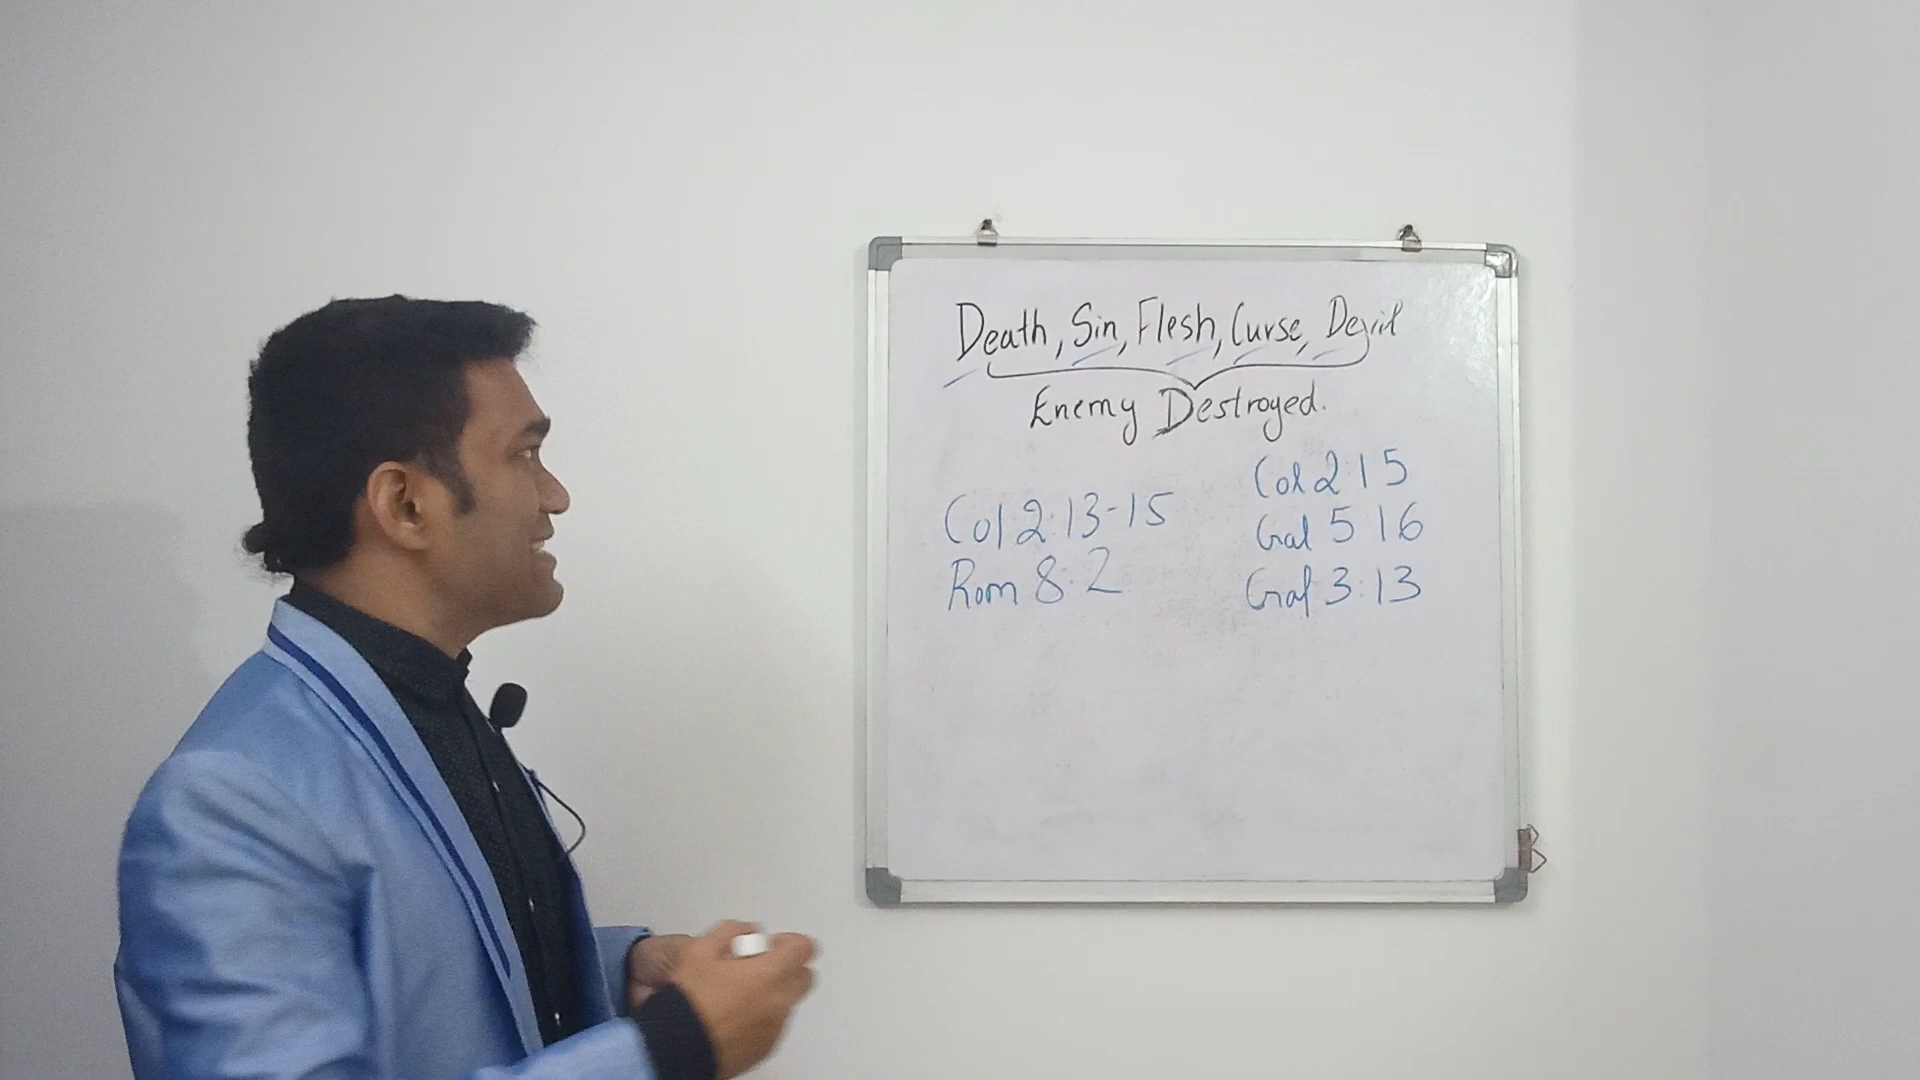 Death, Sin, Flesh, Curse, Devil
Enemy Destroyed.
Col 2:13-15
Rom 8:2
Col 2 15
Gal 5 16
Gal 3:13